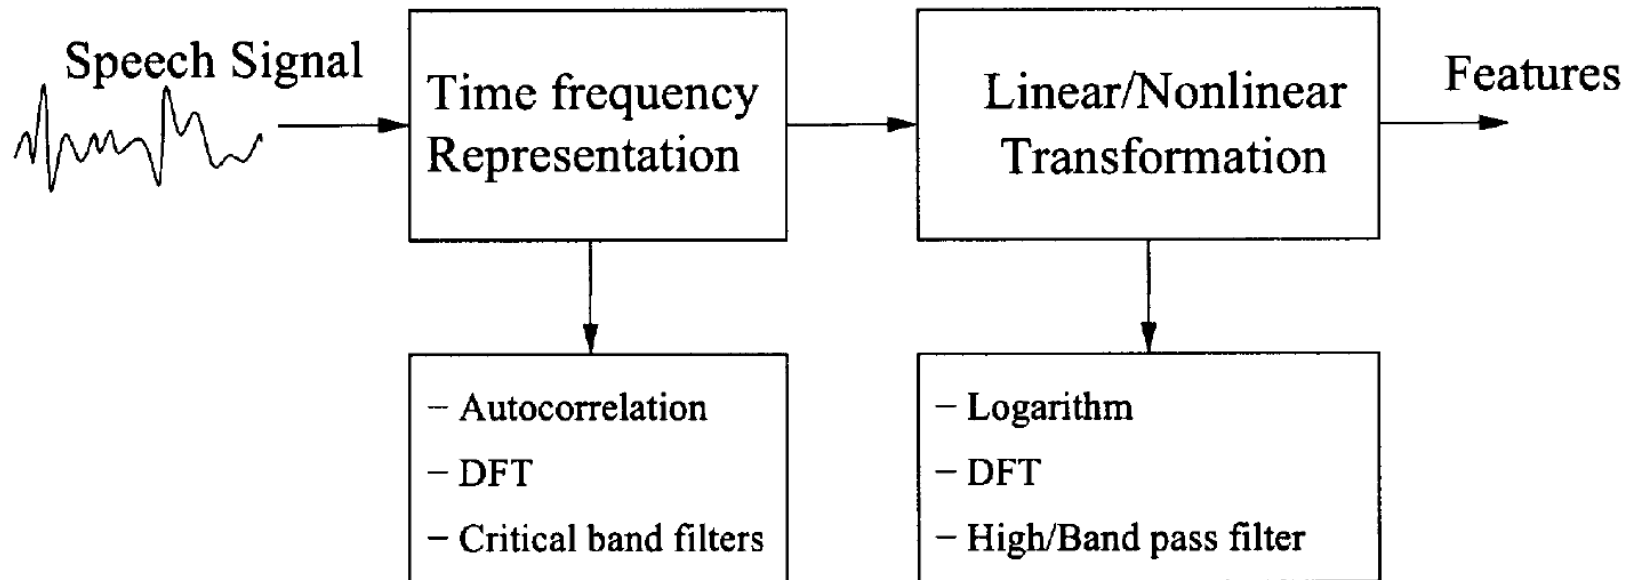 Speech Signal
Time frequency
Representation
Linear/Nonlinear
Transformation
Features
– Autocorrelation
– DFT
– Critical band filters
– Logarithm
– DFT
– High/Band pass filter